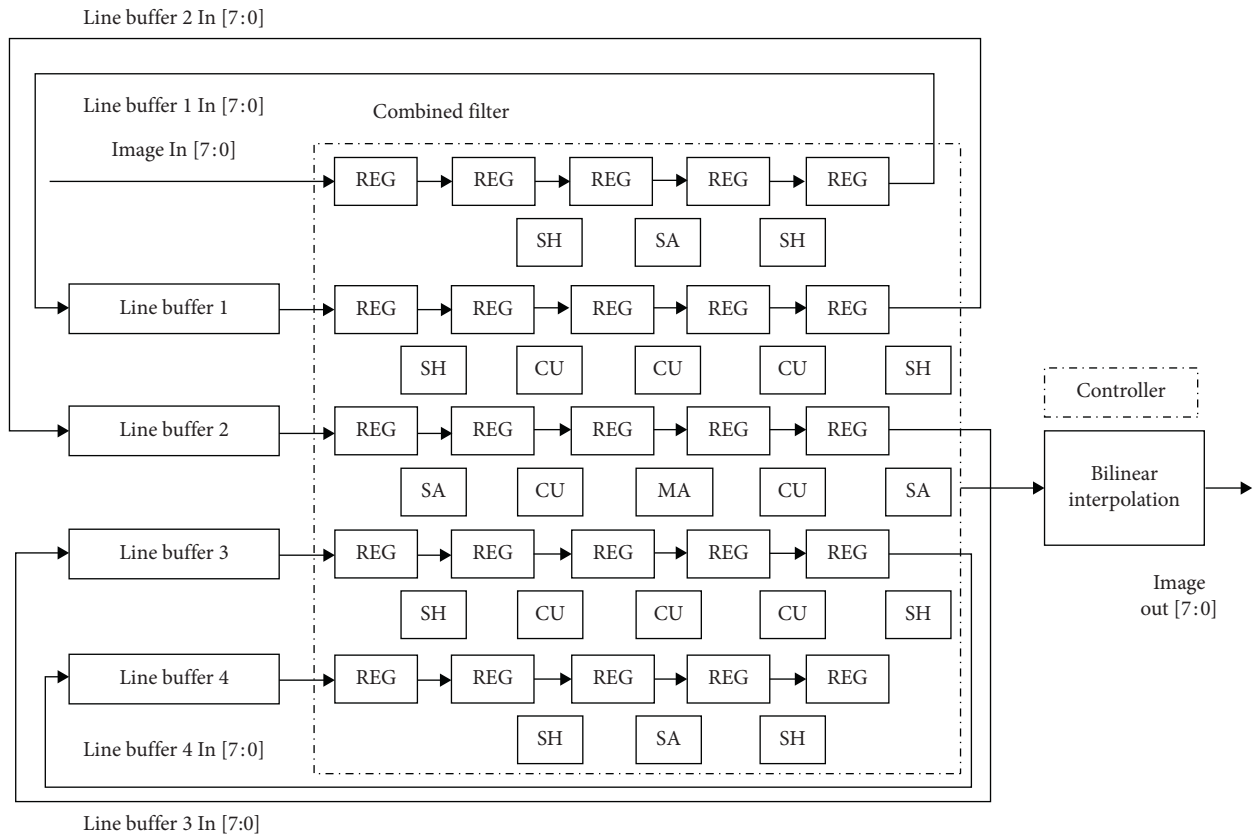 Line buffer 2 In [7:0]
Line buffer 1 In [7:0]
Combined filter
Image In [7:0]
REG REG REG REG REG
SH SA SH
Line buffer 1 REG REG REG REG REG
SH CU CU CU SH
Controller
Line buffer 2 REG REG REG REG REG
Bilinear
interpolation
SA CU MA CU SA
Line buffer 3 REG REG REG REG REG
Image
out [7:0]
SH CU CU CU SH
Line buffer 4 REG REG REG REG REG
SH SA SH
Line buffer 4 In [7:0]
Line buffer 3 In [7:0]